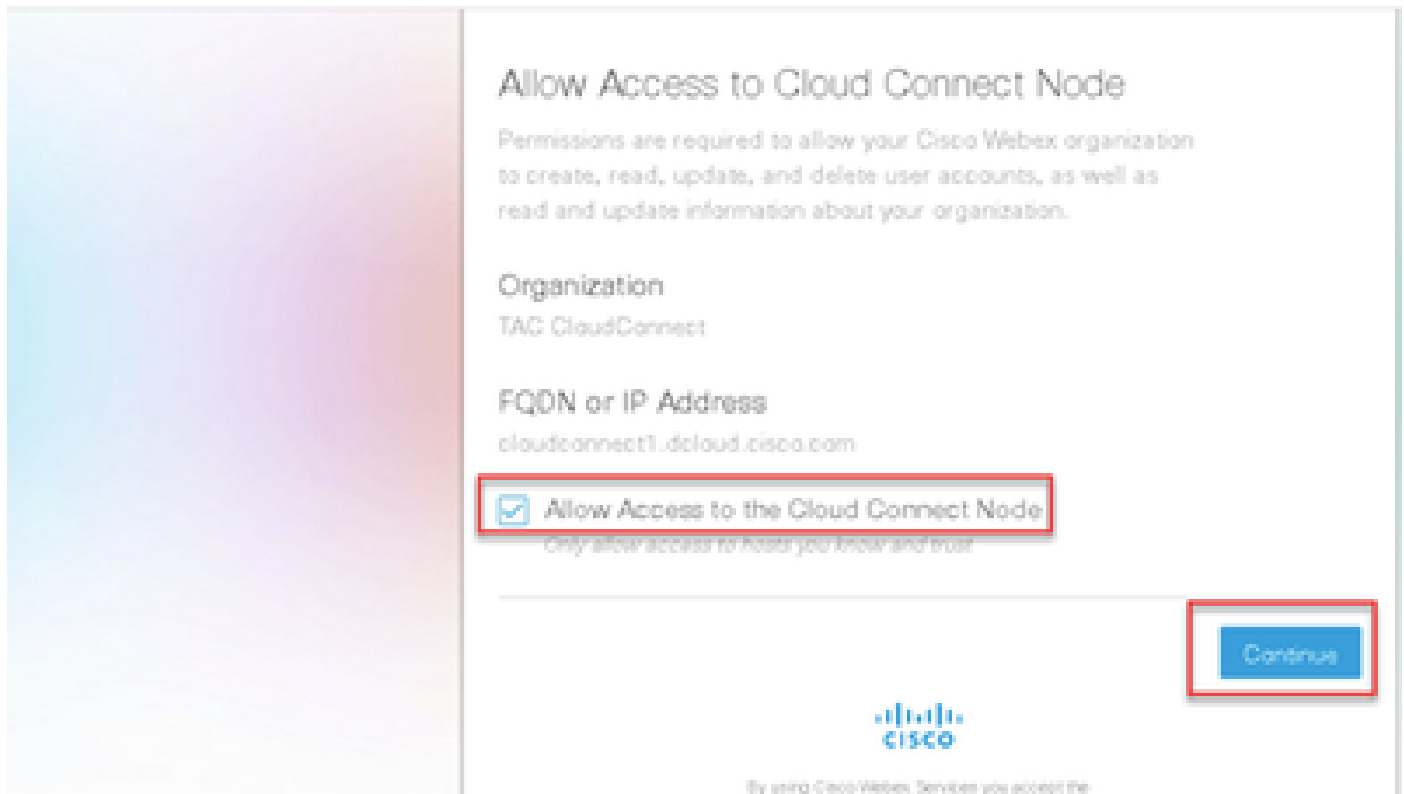 Allow Access to Cloud Connect Node
Permissions are required to allow your Cisco Webex organization
to create, read, update, and delete user accounts, as well as
read and update information about your organization.
Organization
TAC CloudConnect
FQDN or IP Address
cloudconnect1.dcloud.cisco.com
Allow Access to the Cloud Connect Node
Only allow access to hosts you know and trust
Continue
CISCO
By using Cisco Webex Services you accept the